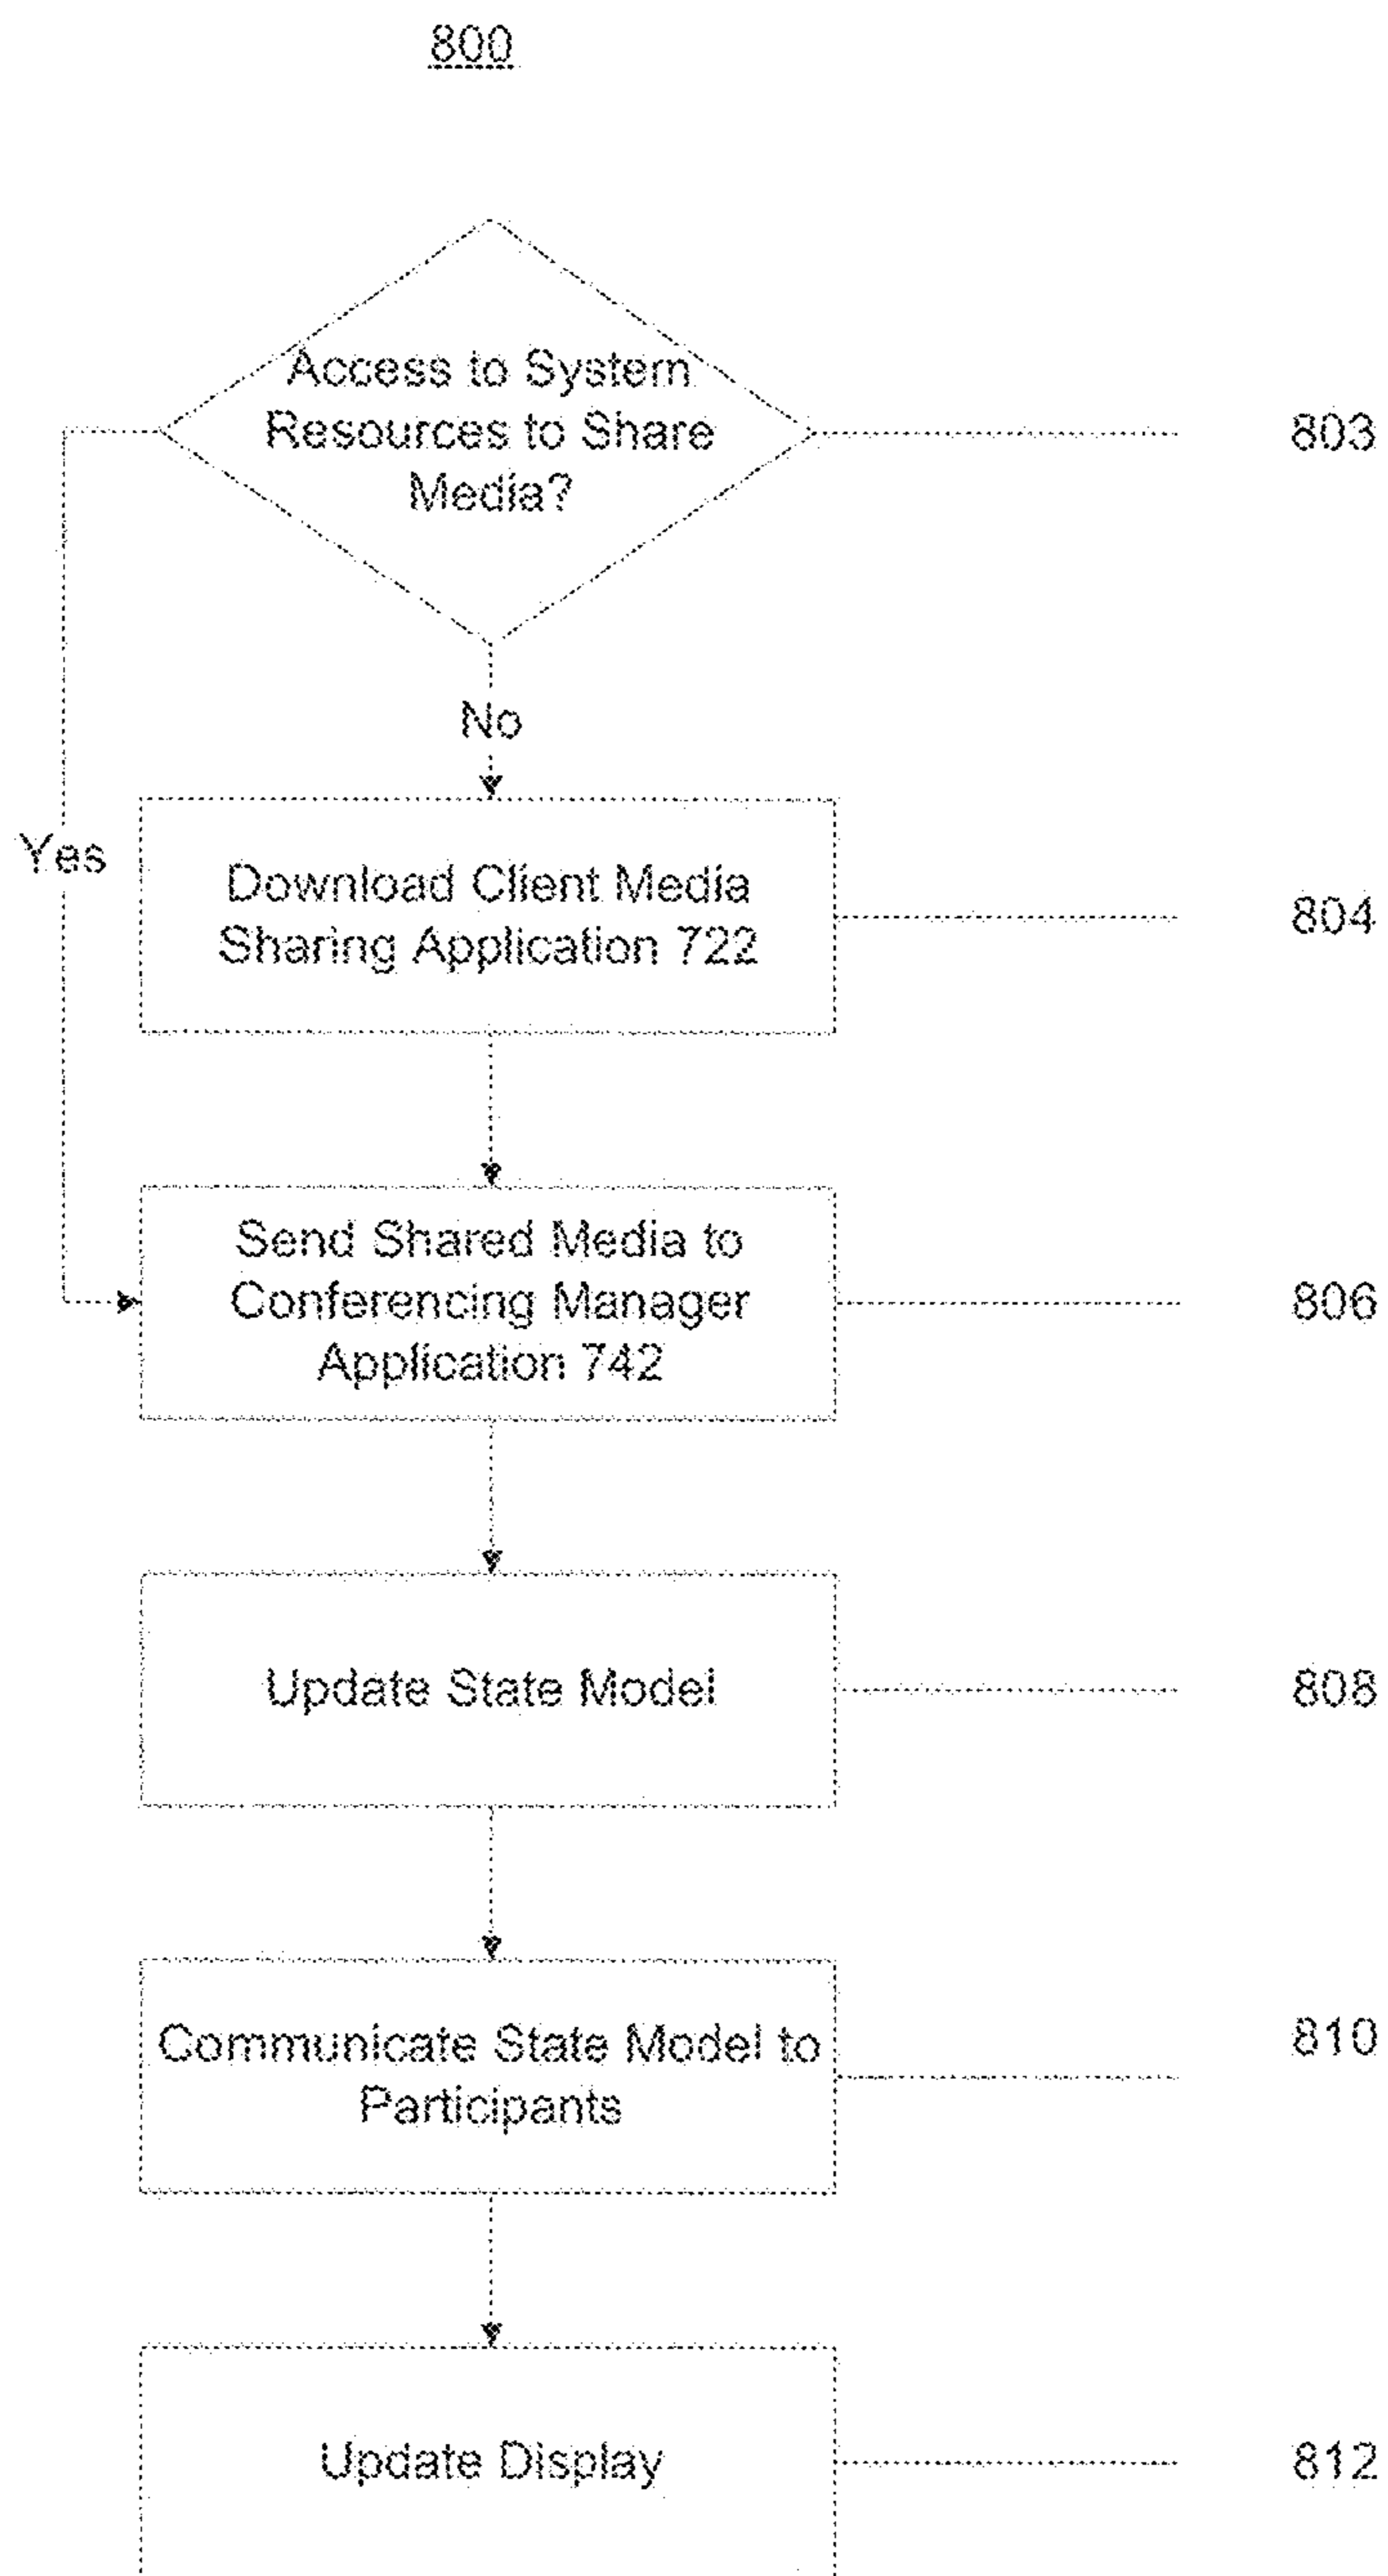 800
Access to System
Resources to Share
Media?
803
No
Yes
Download Client Media
Sharing Application 722
804
Send Shared Media to
Conferencing Manager
Application 742
806
Update State Model
808
Communicate State Model to
Participants
810
Update Display
812